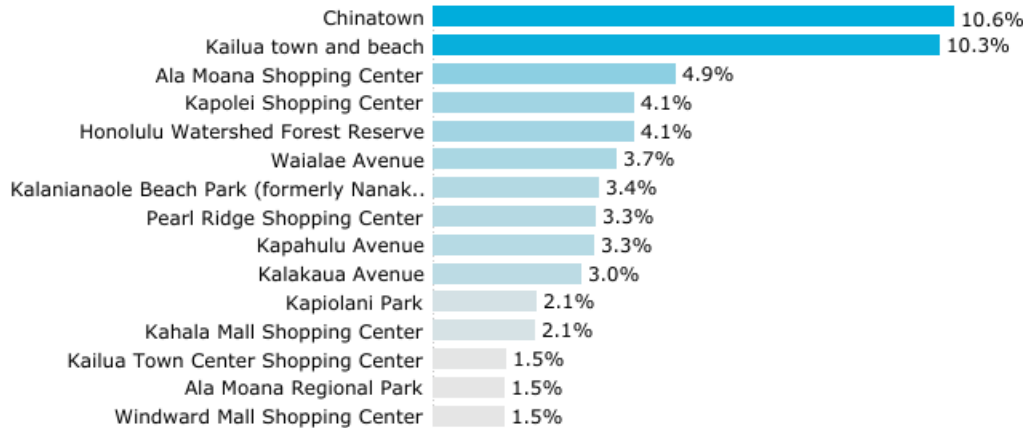 Chinatown 10.6%
Kailua town and beach 10.3%
Ala Moana Shopping Center 4.9%
Kapolei Shopping Center 4.1%
Honolulu Watershed Forest Reserve 4.1%
Waialae Avenue 3.7%
Kalanianaole Beach Park (formerly Nanak.. 3.4%
Pearl Ridge Shopping Center 3.3%
Kapahulu Avenue 3.3%
Kalakaua Avenue 3.0%
Kapiolani Park 2.1%
Kahala Mall Shopping Center 2.1%
Kailua Town Center Shopping Center 1.5%
Ala Moana Regional Park 1.5%
Windward Mall Shopping Center 1.5%